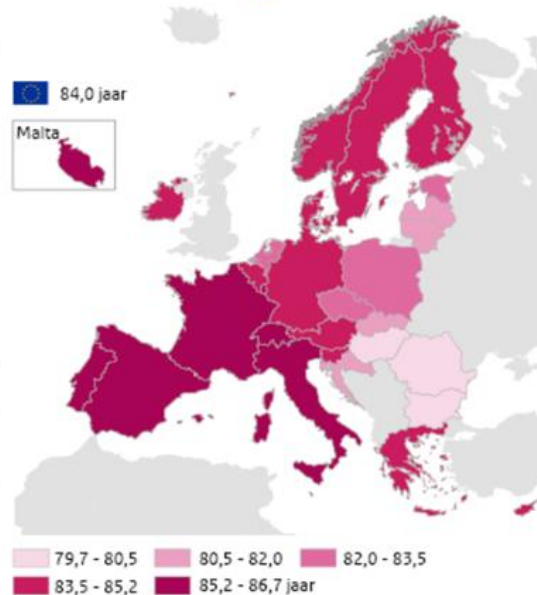 84,0 jaar
Malta
79,7 - 80,5
80,5 - 82,0
82,0 - 83,5
83,5 - 85,2
85,2 - 86,7 jaar